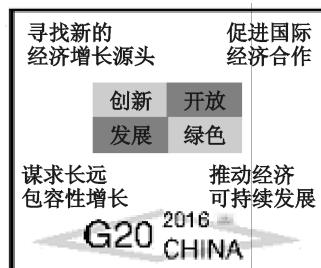 寻找新的
经济增长源头
促进国际
经济合作
创新 开放
发展 绿色
谋求长远
包容性增长
推动经济
可持续发展
G20 2016
CHINA